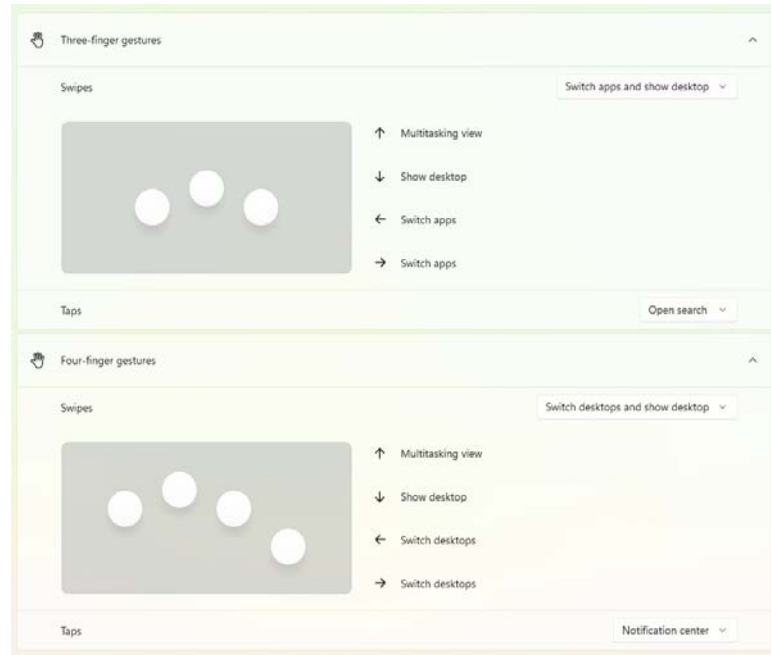 Three-finger gestures
Swipes
Switch apps and show desktop
↑ Multitasking view
↓ Show desktop
← Switch apps
→ Switch apps
Taps
Open search
Four-finger gestures
Swipes
Switch desktops and show desktop
↑ Multitasking view
↓ Show desktop
← Switch desktops
→ Switch desktops
Taps
Notification center